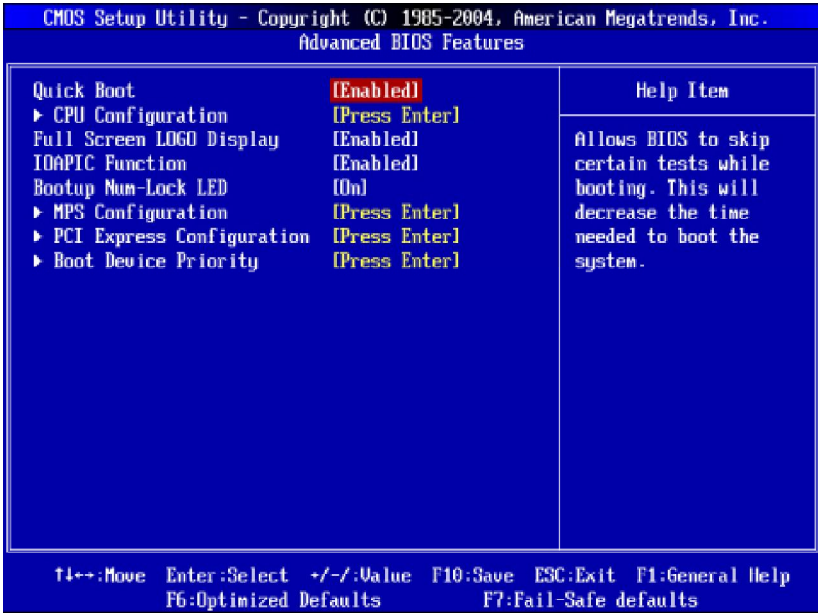 CMOS Setup Utility - Copyright (C) 1985-2004, American Megatrends, Inc.
Advanced BIOS Features
Quick Boot [Enabled]
▶ CPU Configuration [Press Enter]
Full Screen LOGO Display [Enabled]
IOAPIC Function [Enabled]
Bootup Num-Lock LED [On]
▶ MPS Configuration [Press Enter]
▶ PCI Express Configuration [Press Enter]
▶ Boot Device Priority [Press Enter]
Help Item
Allows BIOS to skip
certain tests while
booting. This will
decrease the time
needed to boot the
system.
↑↓←→:Move Enter:Select +/-/:Value F10:Save ESC:Exit F1:General Help
F6:Optimized Defaults F7:Fail-Safe defaults